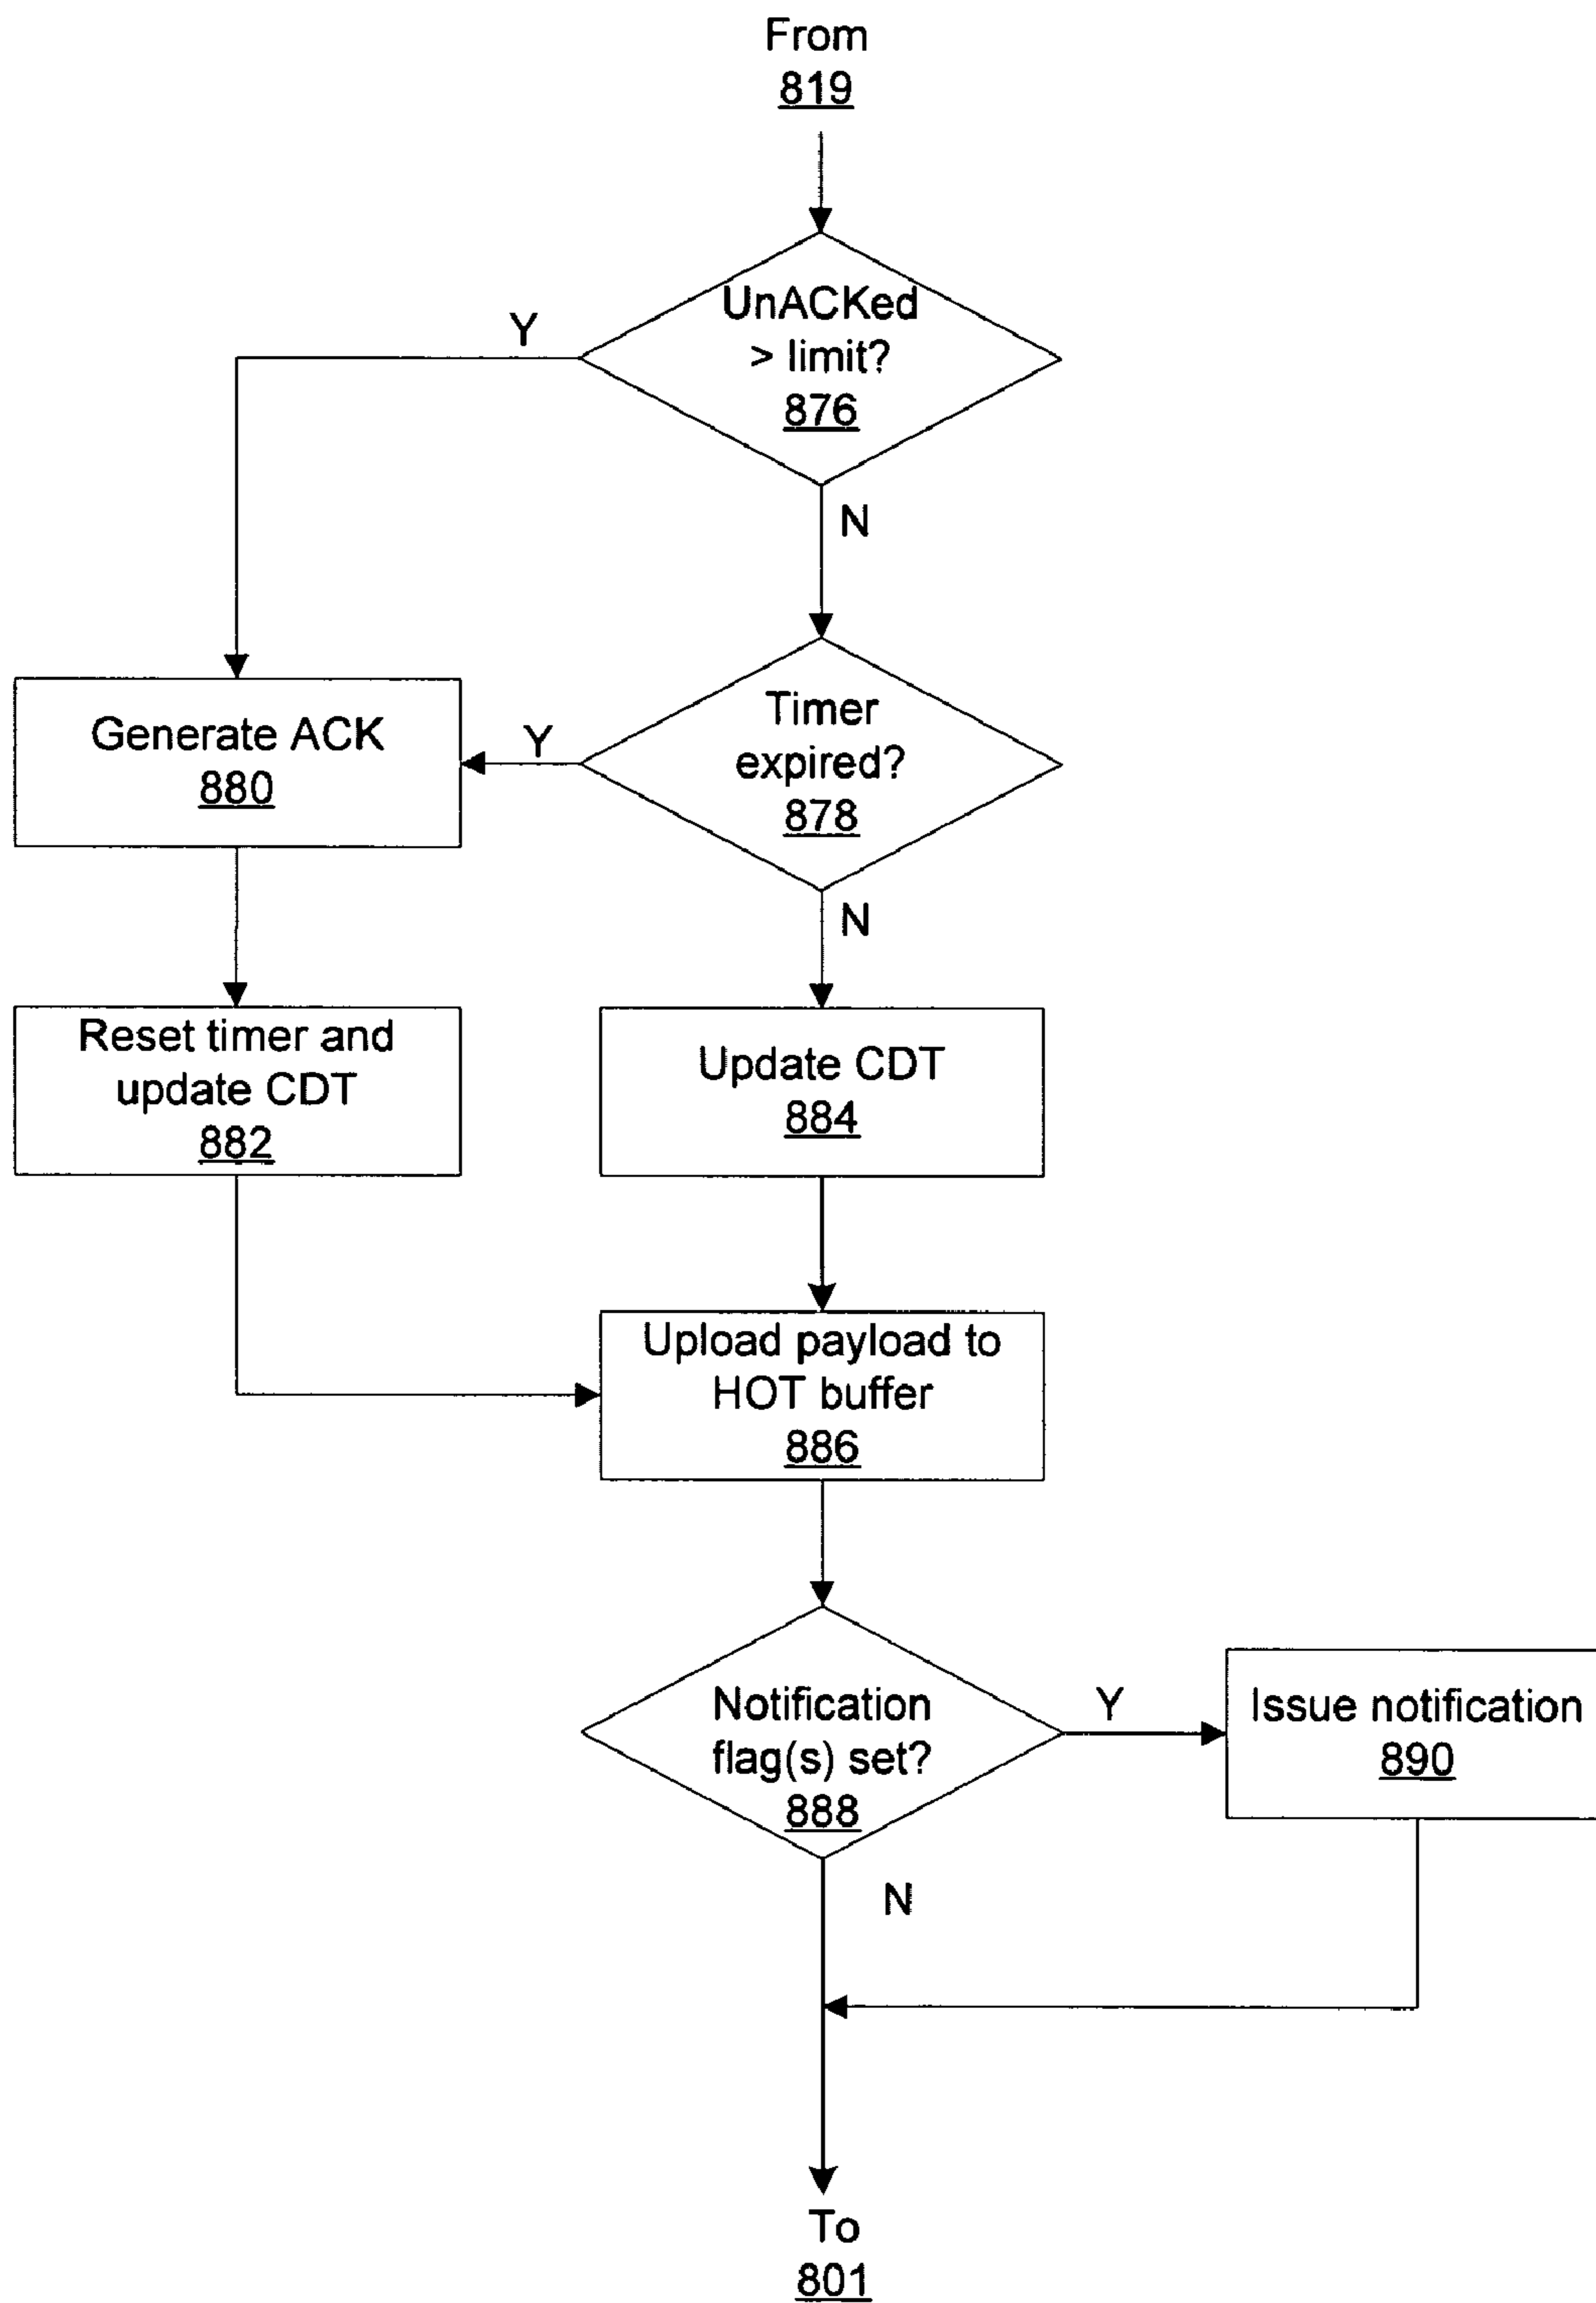 From
819
UnACKed
> limit?
876
Y
N
Timer
expired?
878
Y
Generate ACK
880
N
Reset timer and
update CDT
882
Update CDT
884
Upload payload to
HOT buffer
886
Notification
flag(s) set?
888
Y
Issue notification
890
N
To
801